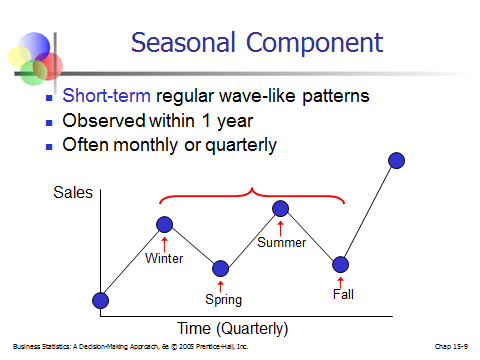 Seasonal Component
Short-term regular wave-like patterns
Observed within 1 year
Often monthly or quarterly
Sales
Winter
Spring
Summer
Fall
Time (Quarterly)
Business Statistics: A Decision-Making Approach, 6e © 2005 Prentice-Hall, Inc.
Chap 15-9